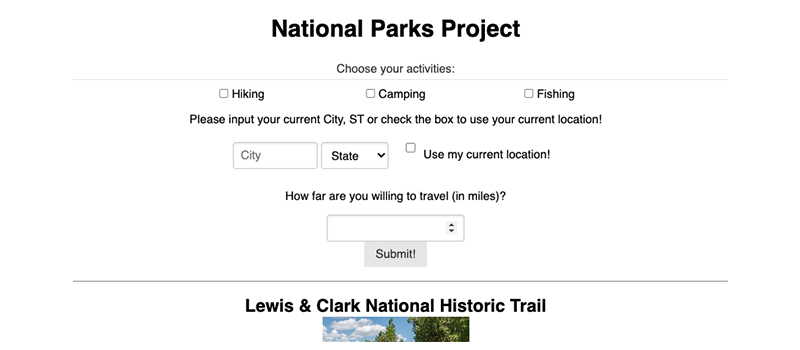 National Parks Project
Choose your activities:
Hiking Camping Fishing
Please input your current City, ST or check the box to use your current location!
City State Use my current location!
How far are you willing to travel (in miles)?
Submit!
Lewis & Clark National Historic Trail